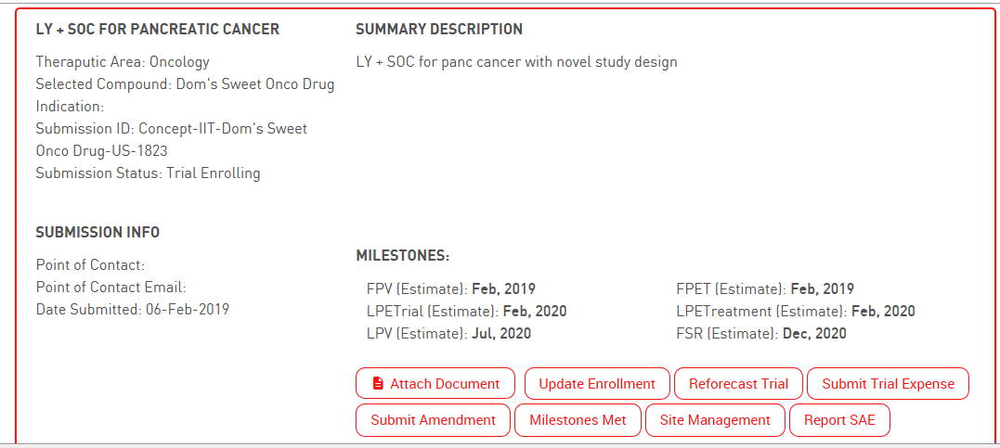 LY + SOC FOR PANCREATIC CANCER
Theraputic Area: Oncology
Selected Compound: Dom's Sweet Onco Drug
Indication:
Submission ID: Concept-IIT-Dom's Sweet
Onco Drug-US-1823
Submission Status: Trial Enrolling
SUMMARY DESCRIPTION
LY + SOC for panc cancer with novel study design
SUBMISSION INFO
Point of Contact:
Point of Contact Email:
Date Submitted: 06-Feb-2019
MILESTONES:
FPV (Estimate): Feb, 2019
FPET (Estimate): Feb, 2019
LPETrial (Estimate): Feb, 2020
LPETreatment (Estimate): Feb, 2020
LPV (Estimate): Jul, 2020
FSR (Estimate): Dec, 2020
Attach Document
Update Enrollment
Reforecast Trial
Submit Trial Expense
Submit Amendment
Milestones Met
Site Management
Report SAE